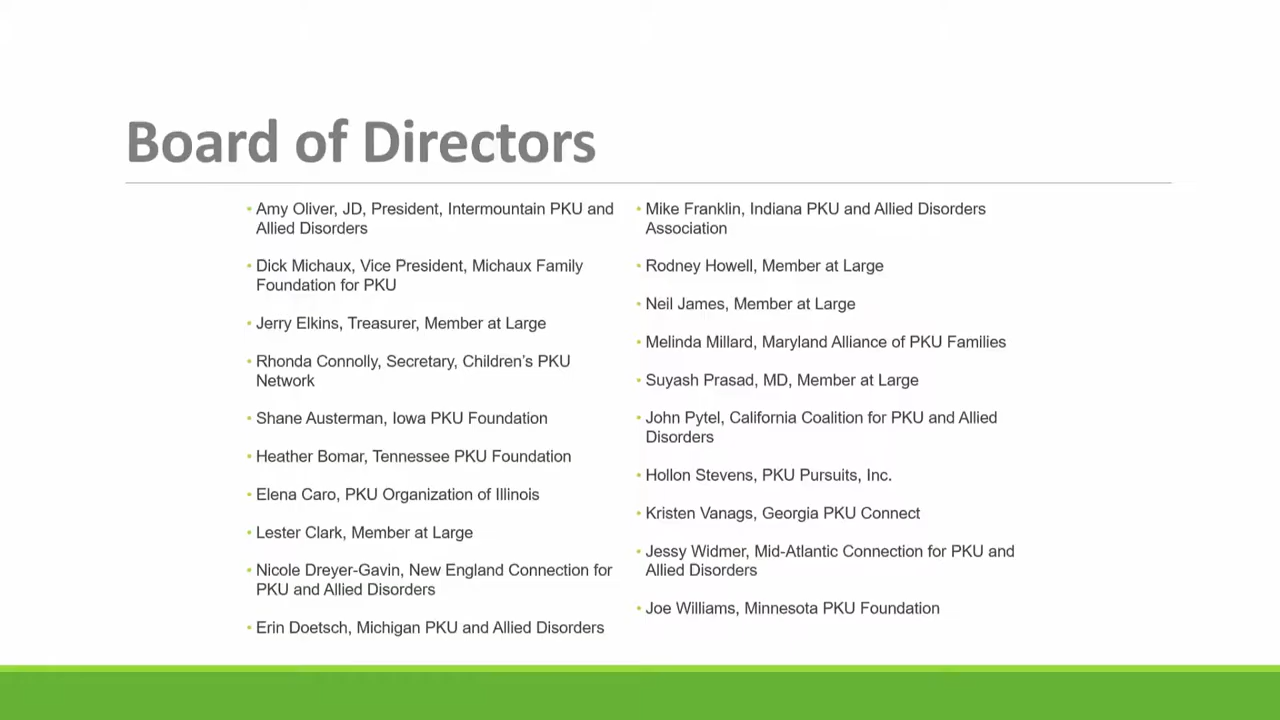 Board of Directors
• Amy Oliver, JD, President, Intermountain PKU and
Allied Disorders
• Dick Michaux, Vice President, Michaux Family
Foundation for PKU
• Jerry Elkins, Treasurer, Member at Large
• Rhonda Connolly, Secretary, Children’s PKU
Network
• Shane Austerman, Iowa PKU Foundation
• Heather Bomar, Tennessee PKU Foundation
• Elena Caro, PKU Organization of Illinois
• Lester Clark, Member at Large
• Nicole Dreyer-Gavin, New England Connection for
PKU and Allied Disorders
• Erin Doetsch, Michigan PKU and Allied Disorders
• Mike Franklin, Indiana PKU and Allied Disorders
Association
• Rodney Howell, Member at Large
• Neil James, Member at Large
• Melinda Millard, Maryland Alliance of PKU Families
• Suyash Prasad, MD, Member at Large
• John Pytel, California Coalition for PKU and Allied
Disorders
• Hollon Stevens, PKU Pursuits, Inc.
• Kristen Vanags, Georgia PKU Connect
• Jessy Widmer, Mid-Atlantic Connection for PKU and
Allied Disorders
• Joe Williams, Minnesota PKU Foundation